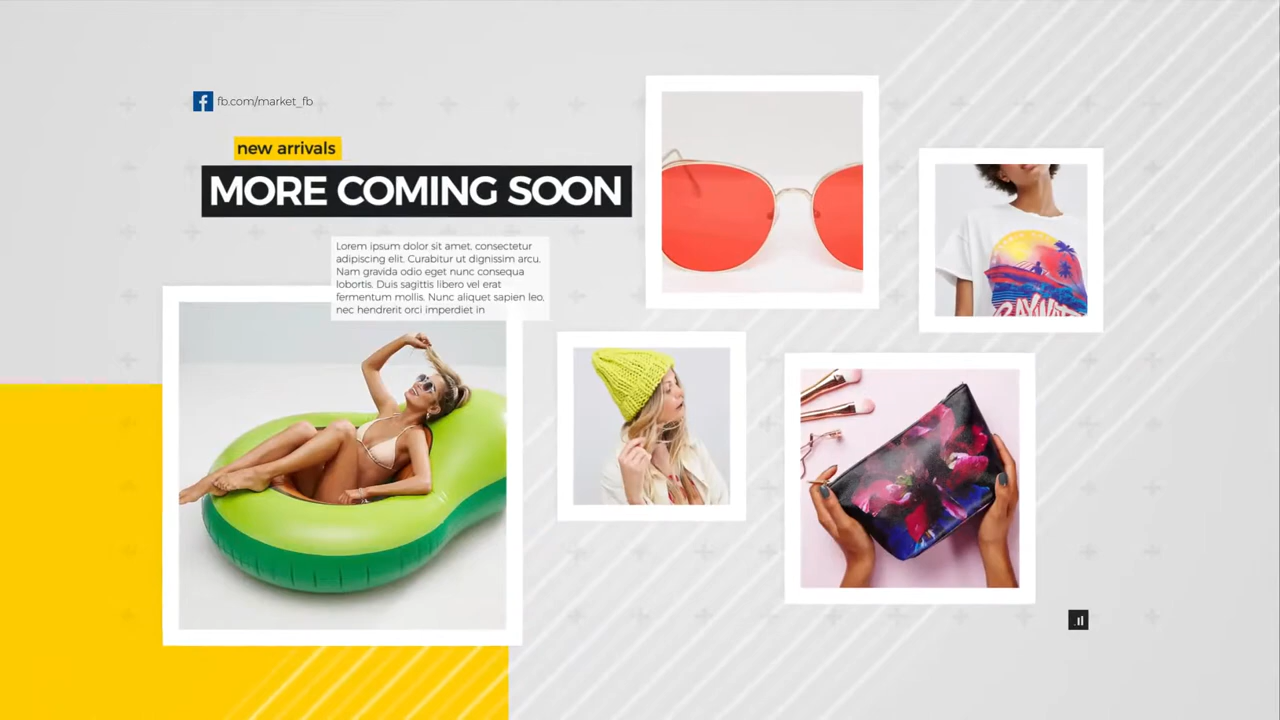 fb.com/market_fb
new arrivals
MORE COMING SOON
Lorem ipsum dolor sit amet, consectetur
adipiscing elit. Curabitur ut dignissim arcu.
Nam gravida odio eget nunc consequa
lobortis. Duis sagittis libero vel erat
fermentum mollis. Nunc aliquet sapien leo,
nec hendrerit orci imperdiet in